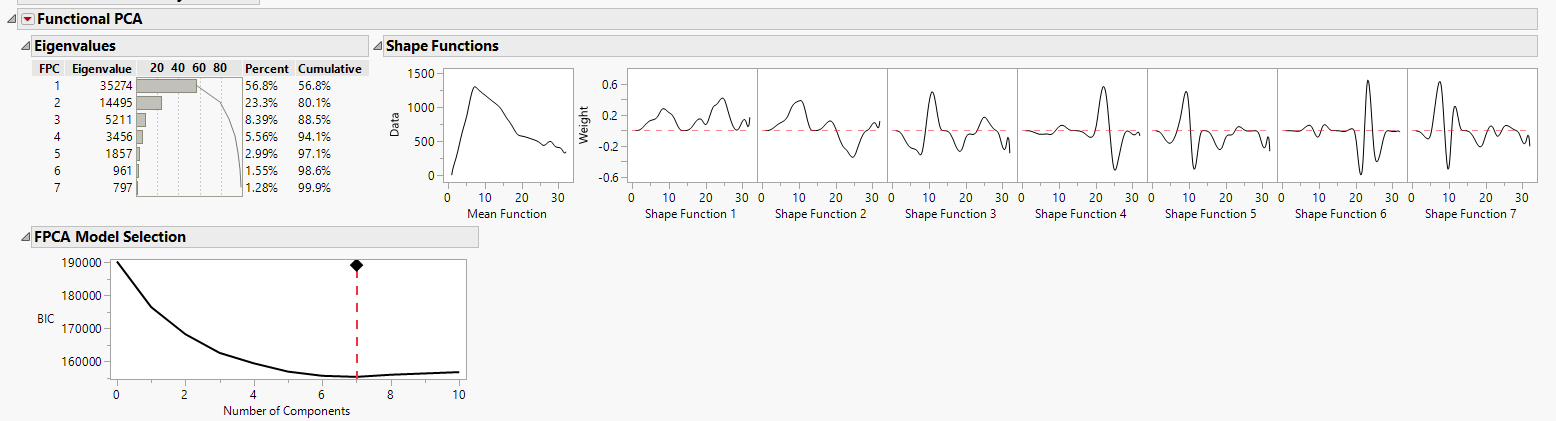 Functional PCA
Eigenvalues
FPC Eigenvalue 20 40 60 80 Percent Cumulative
1 35274 56.8% 56.8%
2 14495 23.3% 80.1%
3 5211 8.39% 88.5%
4 3456 5.56% 94.1%
5 1857 2.99% 97.1%
6 961 1.55% 98.6%
7 797 1.28% 99.9%
Shape Functions
Data
1500
1000
500
0
0 10 20 30
Mean Function
Weight
0.6
0.2
-0.2
-0.6
0 10 20 30
Shape Function 1
0 10 20 30
Shape Function 2
0 10 20 30
Shape Function 3
0 10 20 30
Shape Function 4
0 10 20 30
Shape Function 5
0 10 20 30
Shape Function 6
0 10 20 30
Shape Function 7
FPCA Model Selection
BIC
190000
180000
170000
160000
0 2 4 6 8 10
Number of Components